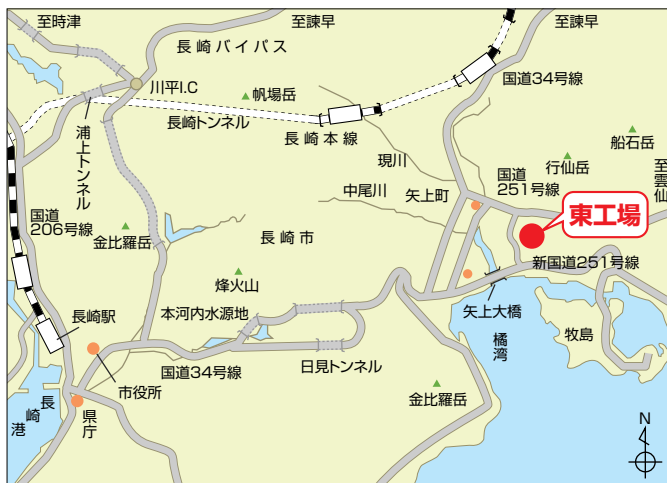 至時津
至諫早
至諫早
長崎バイパス
国道34号線
川平I.C
帆場岳
船石岳
長崎トンネル
長崎本線
浦上トンネル
現川
行仙岳
至雲仙
中尾川
矢上町
国道
251号線
東工場
国道
206号線
金比羅岳
長崎市
新国道251号線
烽火山
本河内水源地
矢上大橋
長崎駅
橘湾
牧島
市役所
国道34号線
日見トンネル
金比羅岳
長崎港
県庁
N